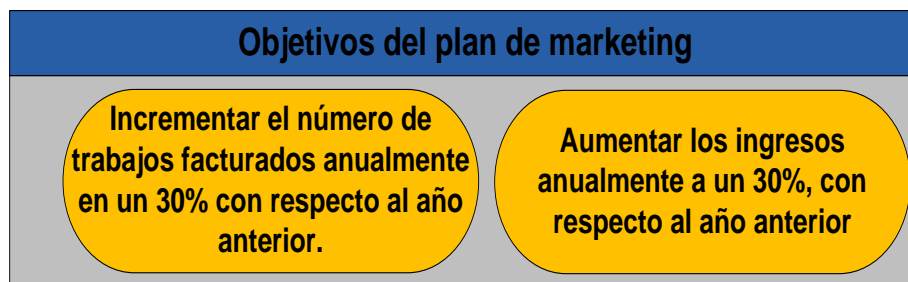 Objetivos del plan de marketing
Incrementar el número de
trabajos facturados anualmente
en un 30% con respecto al año
anterior.
Aumentar los ingresos
anualmente a un 30%, con
respecto al año anterior